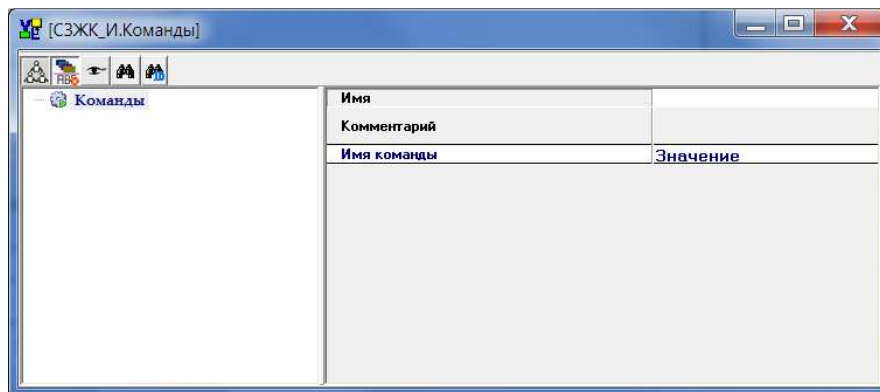 [СЗЖК_И.Команды]
Команды
Имя
Комментарий
Имя команды Значение